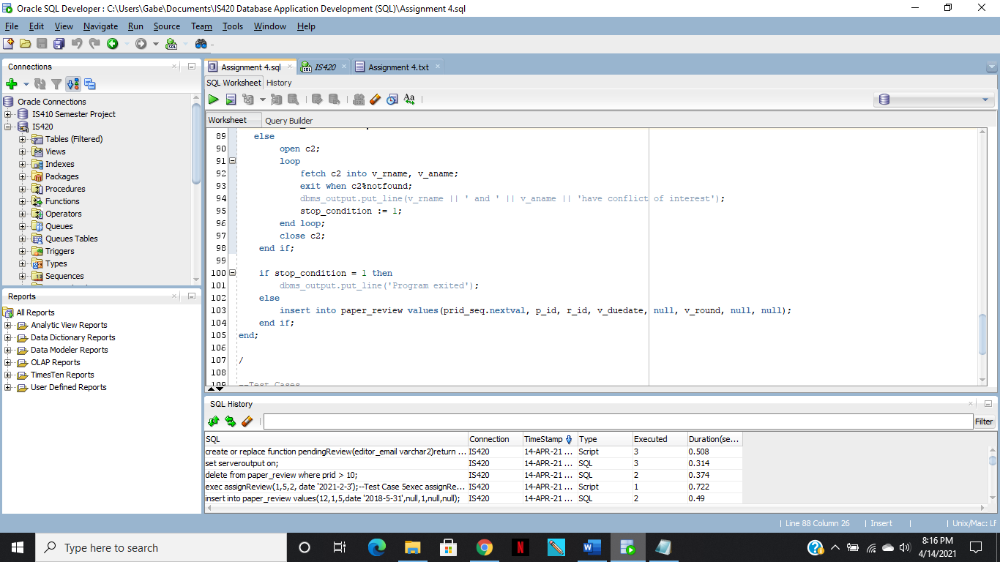 Oracle SQL Developer : C:\Users\Gabe\Documents\IS420 Database Application Development (SQL)\Assignment 4.sql
File Edit View Navigate Run Source Team Tools Window Help
Connections
Oracle Connections
IS410 Semester Project
IS420
Tables (Filtered)
Views
Indexes
Packages
Procedures
Functions
Operators
Queues
Queues Tables
Triggers
Types
Sequences
Reports
All Reports
Analytic View Reports
Data Dictionary Reports
Data Modeler Reports
OLAP Reports
TimesTen Reports
User Defined Reports
Assignment 4.sql IS420 Assignment 4.txt
SQL Worksheet History
Worksheet Query Builder
89 else
90 open c2;
91 loop
92 fetch c2 into v_rname, v_aname;
93 exit when c2%notfound;
94 dbms_output.put_line(v_rname || ' and ' || v_aname || 'have conflict of interest');
95 stop_condition := 1;
96 end loop;
97 close c2;
98 end if;
99
100 if stop_condition = 1 then
101 dbms_output.put_line('Program exited');
102 else
103 insert into paper_review values(prid_seq.nextval, p_id, r_id, v_duedate, null, v_round, null, null);
104 end if;
105 end;
106
107 /
108
109 --Test Cases
SQL History
Filter
SQL Connection TimeStamp Type Executed Duration(se...
create or replace function pendingReview(editor_email varchar2)return ... IS420 14-APR-21 ... Script 3 0.508
set serveroutput on; IS420 14-APR-21 ... SQL 3 0.314
delete from paper_review where prid > 10; IS420 14-APR-21 ... SQL 2 0.374
exec assignReview(1,5,2, date '2021-2-3');--Test Case 5exec assignRe... IS420 14-APR-21 ... Script 1 0.722
insert into paper_review values(12,1,5,date '2018-5-31',null,1,null,null); IS420 14-APR-21 ... SQL 2 0.49
Line 88 Column 26 Insert Unix/Mac: LF
Type here to search
8:16 PM
4/14/2021